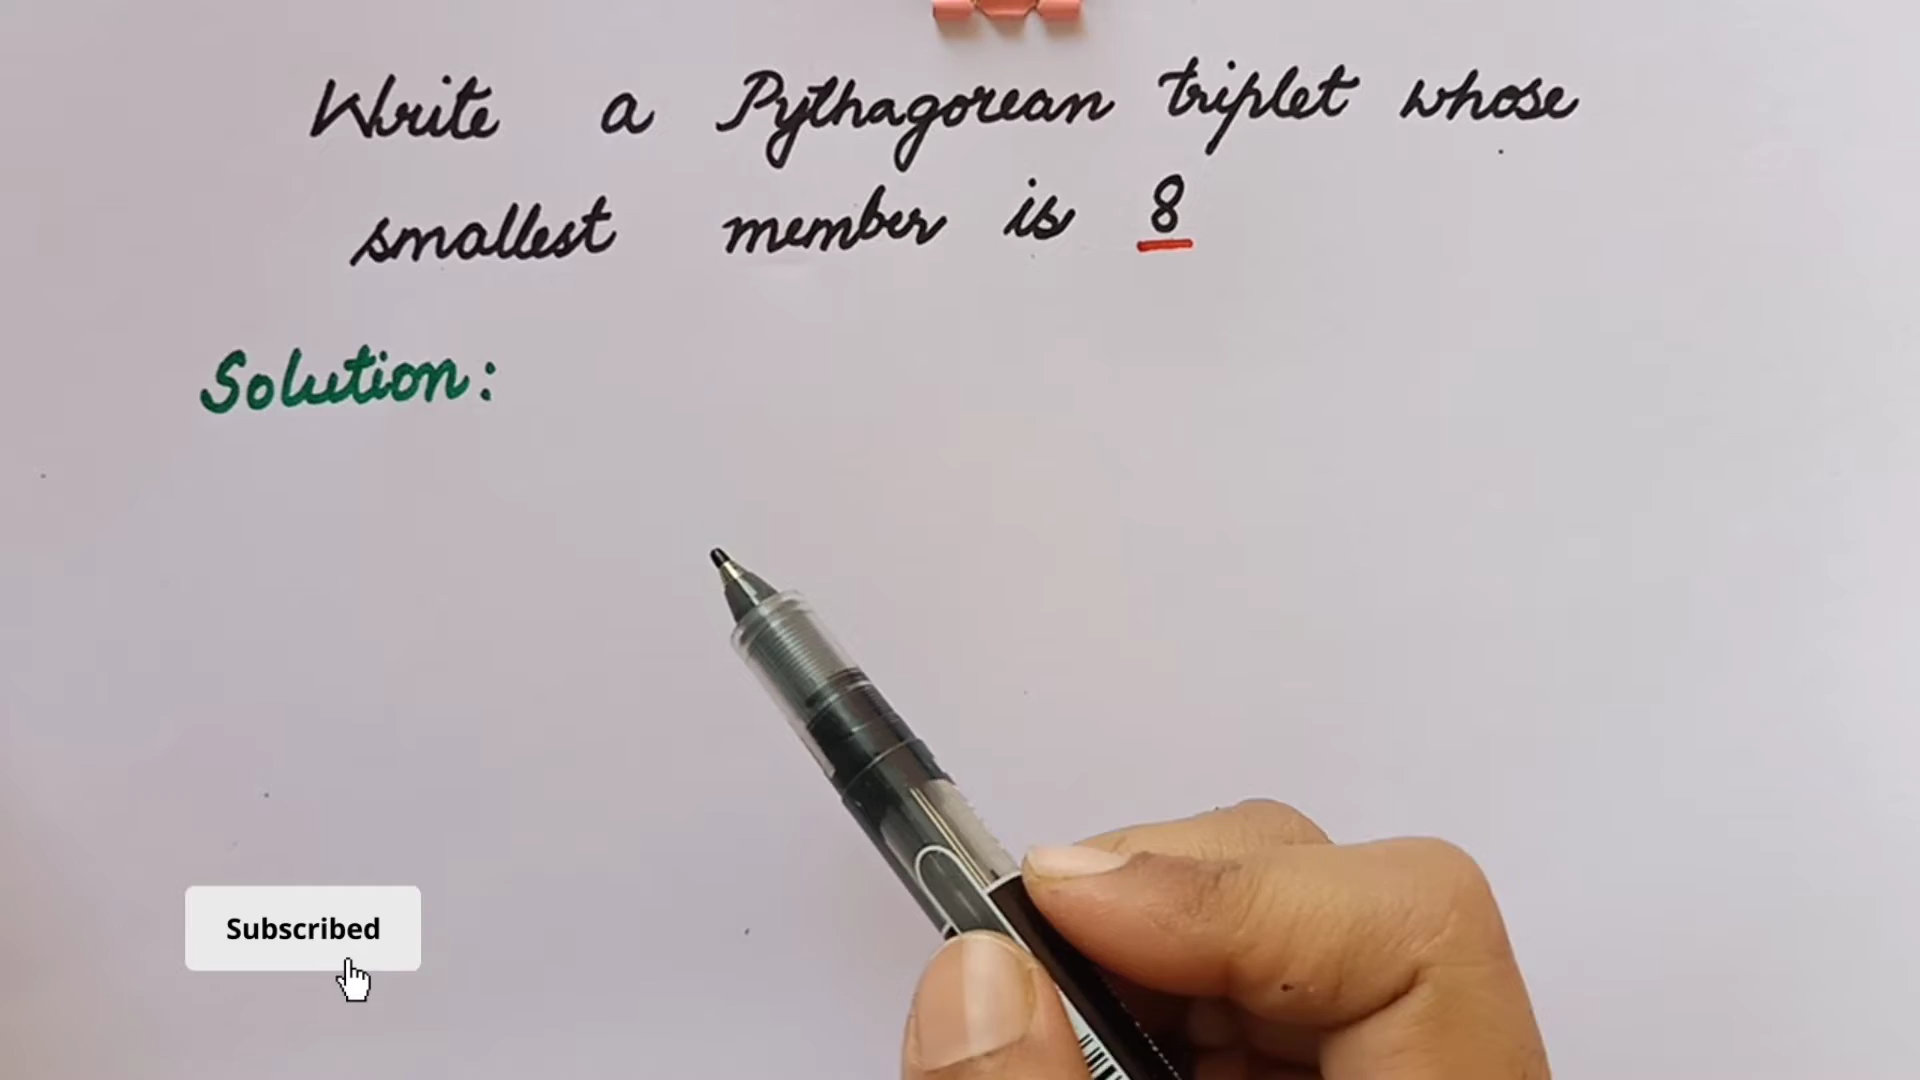 Write a Pythagorean triplet whose
smallest member is 8
Solution:
Subscribed